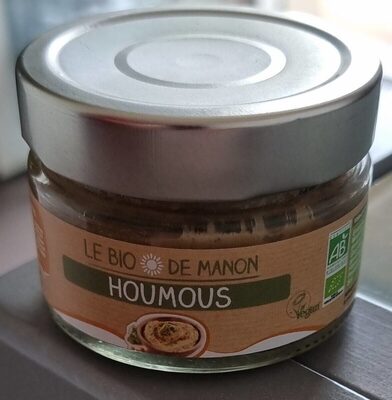 LE BIO DE MANON
HOUMOUS
AB
Vegan